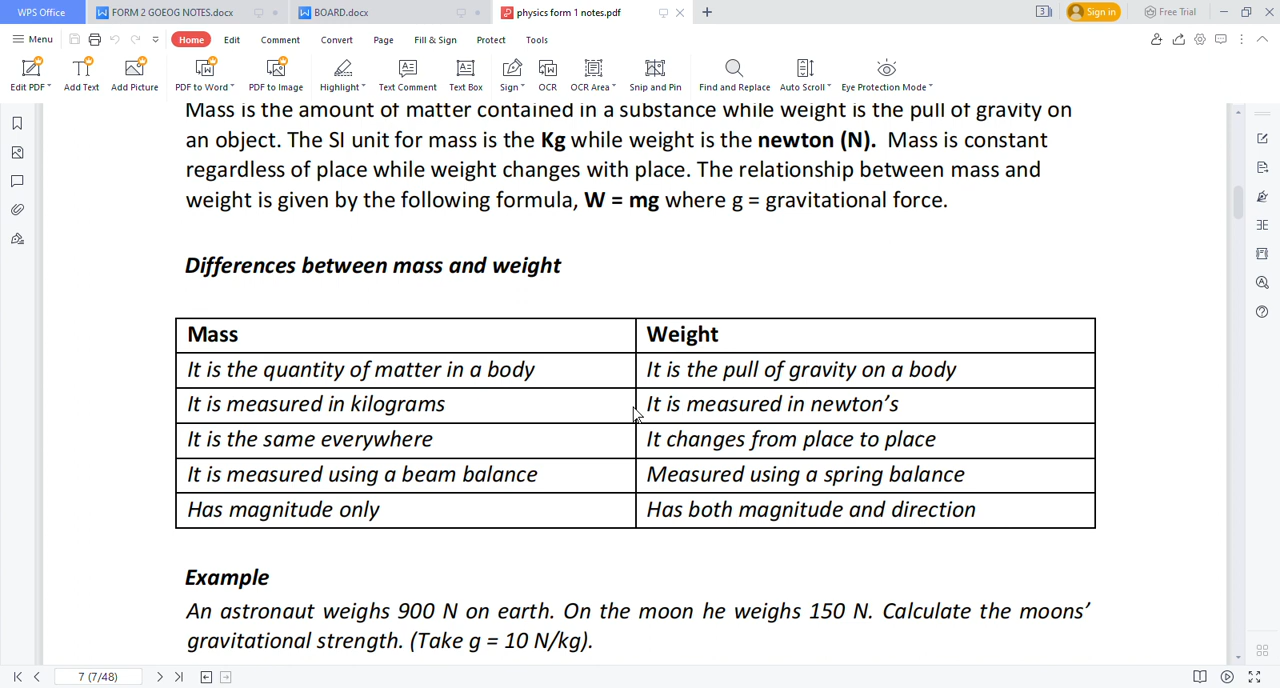 WPS Office FORM 2 GOEOG NOTES.docx BOARD.docx physics form 1 notes.pdf 3 Sign in Free Trial
Menu Home Edit Comment Convert Page Fill & Sign Protect Tools
Edit PDF Add Text Add Picture PDF to Word PDF to Image Highlight Text Comment Text Box Sign OCR OCR Area Snip and Pin Find and Replace Auto Scroll Eye Protection Mode
Mass is the amount of matter contained in a substance while weight is the pull of gravity on
an object. The SI unit for mass is the Kg while weight is the newton (N). Mass is constant
regardless of place while weight changes with place. The relationship between mass and
weight is given by the following formula, W = mg where g = gravitational force.
Differences between mass and weight
Mass Weight
It is the quantity of matter in a body It is the pull of gravity on a body
It is measured in kilograms It is measured in newton’s
It is the same everywhere It changes from place to place
It is measured using a beam balance Measured using a spring balance
Has magnitude only Has both magnitude and direction
Example
An astronaut weighs 900 N on earth. On the moon he weighs 150 N. Calculate the moons’
gravitational strength. (Take g = 10 N/kg).
7 (7/48)